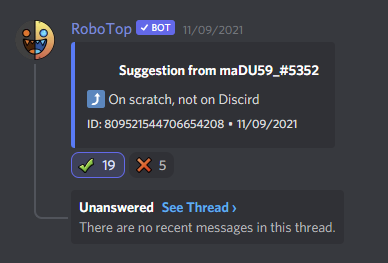 RoboTop ✓ BOT 11/09/2021
Suggestion from maDU59_#5352
⤴ On scratch, not on Discird
ID: 809521544706654208 • 11/09/2021
19 5
Unanswered See Thread ›
There are no recent messages in this thread.